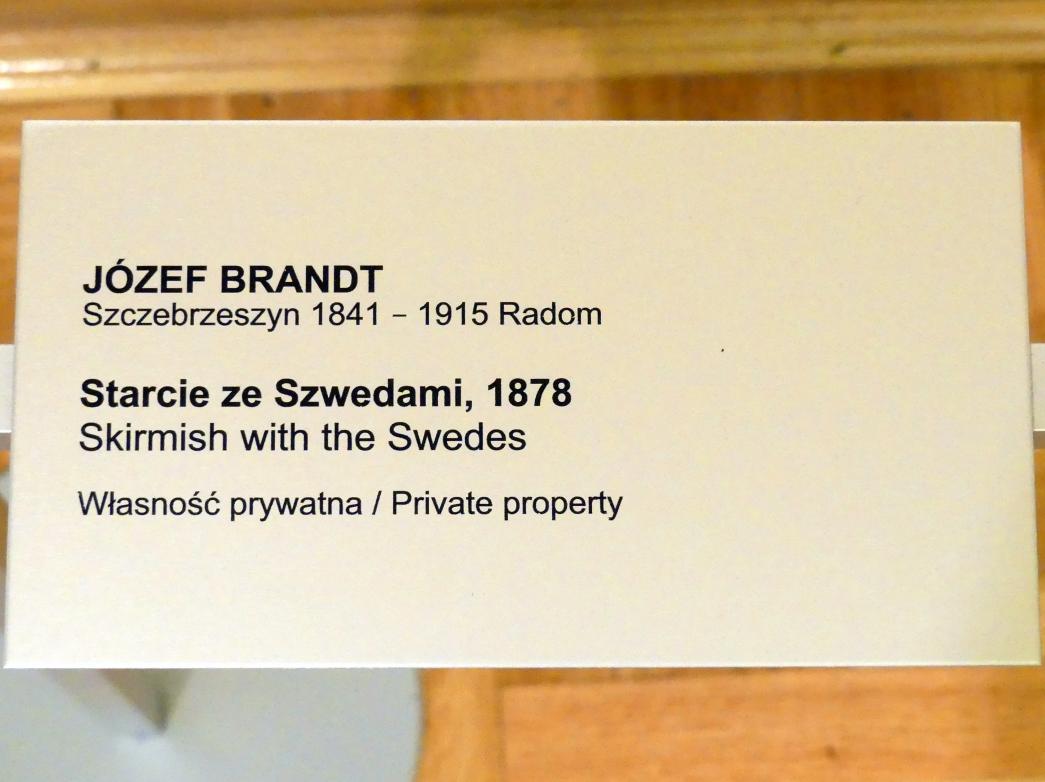 JÓZEF BRANDT
Szczebrzeszyn 1841 – 1915 Radom
Starcie ze Szwedami, 1878
Skirmish with the Swedes
Własność prywatna / Private property